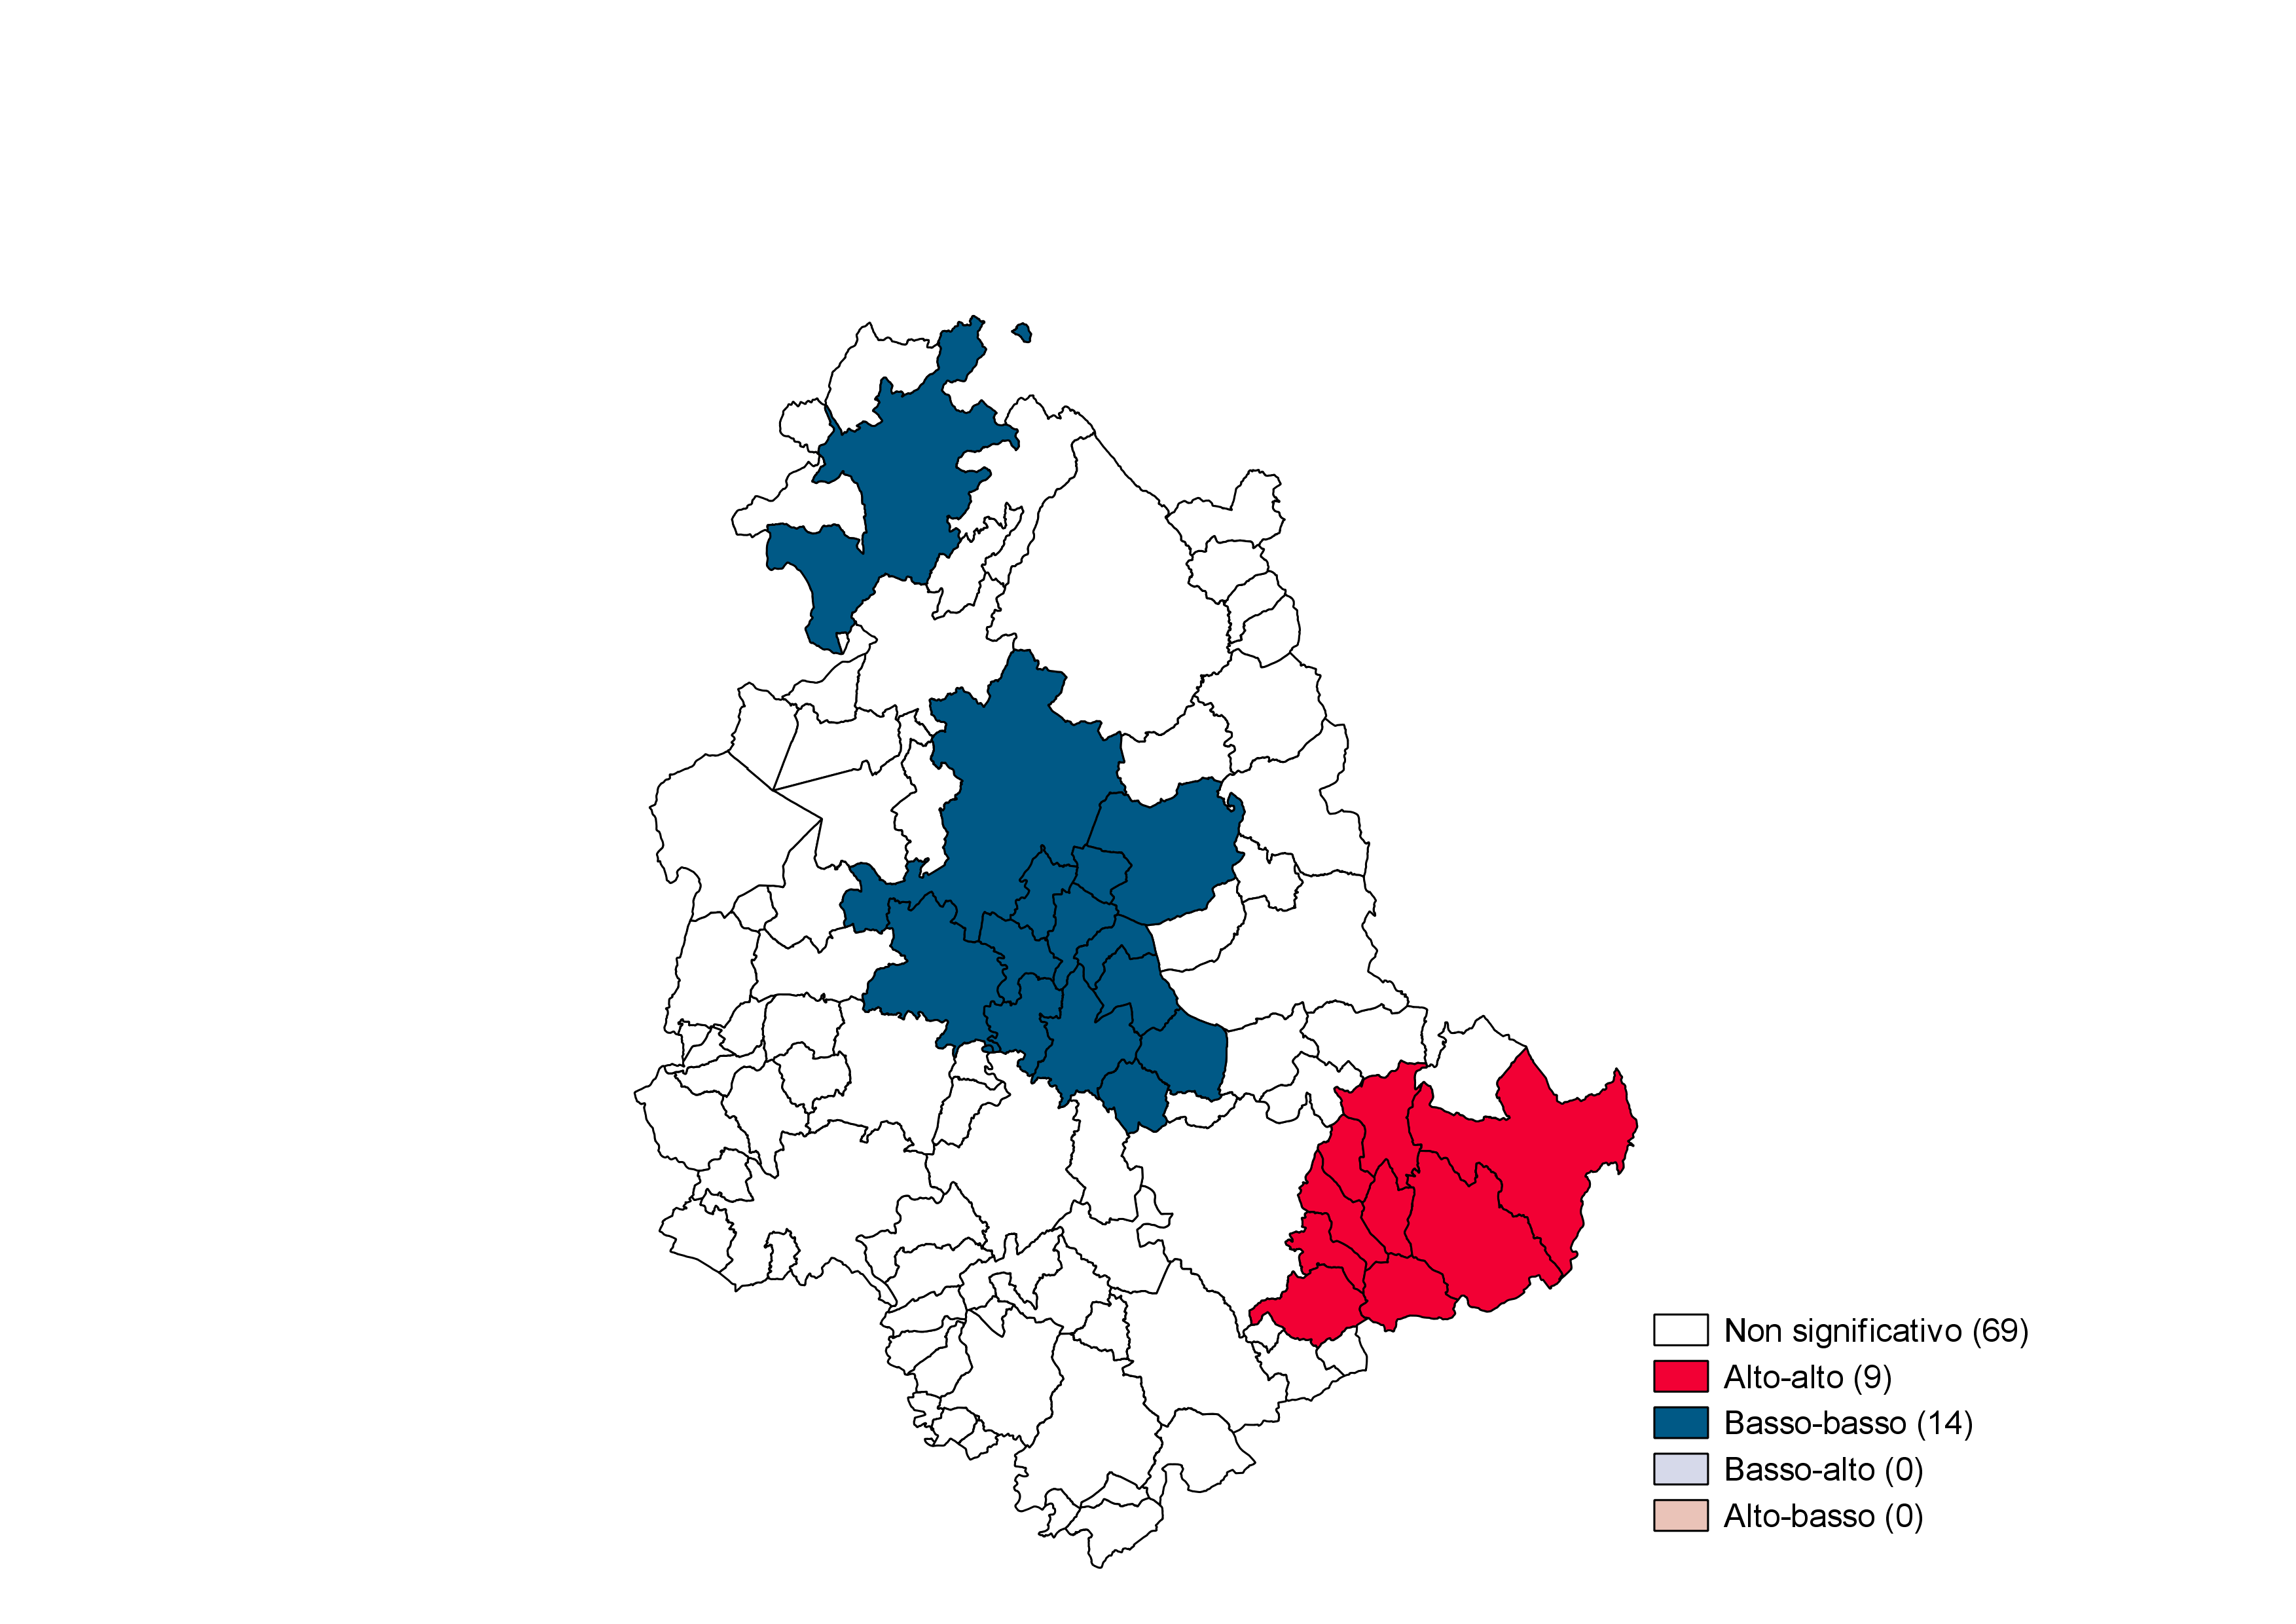 Non significativo (69)
Alto-alto (9)
Basso-basso (14)
Basso-alto (0)
Alto-basso (0)